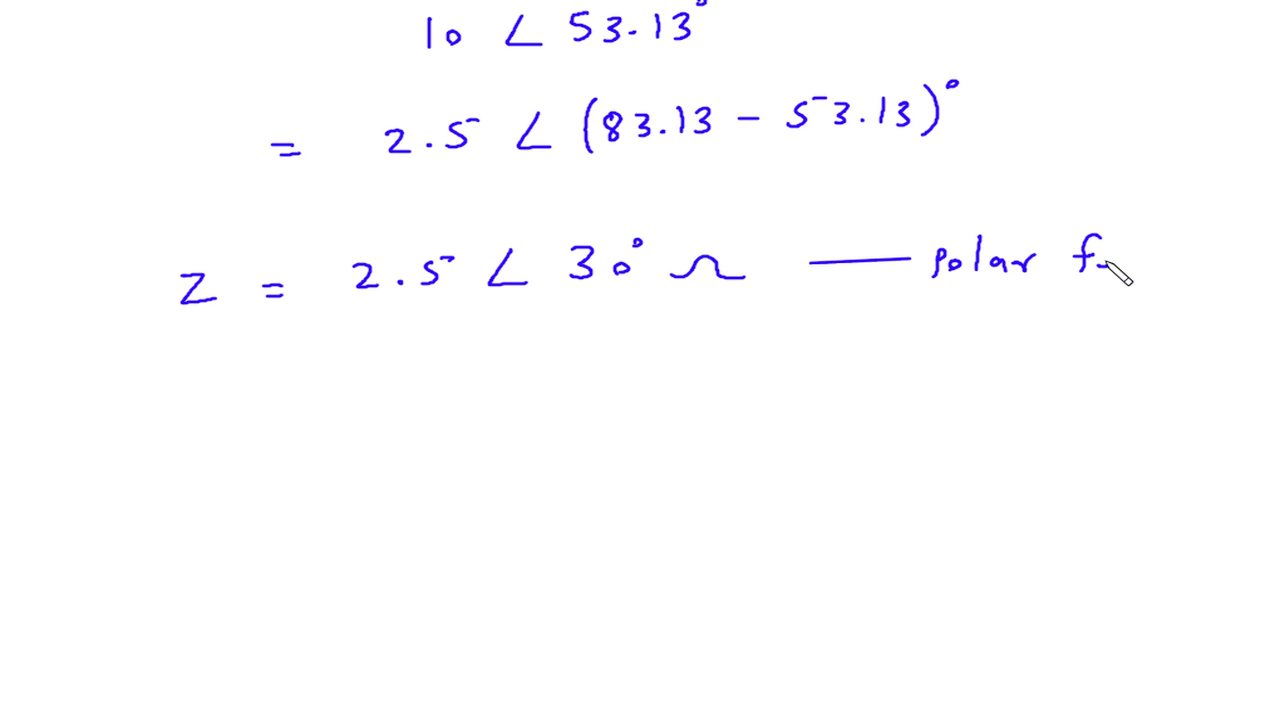 10 ∠ 53.13°
= 2.5 ∠ (83.13 - 53.13)°
Z = 2.5 ∠ 30° Ω — polar f